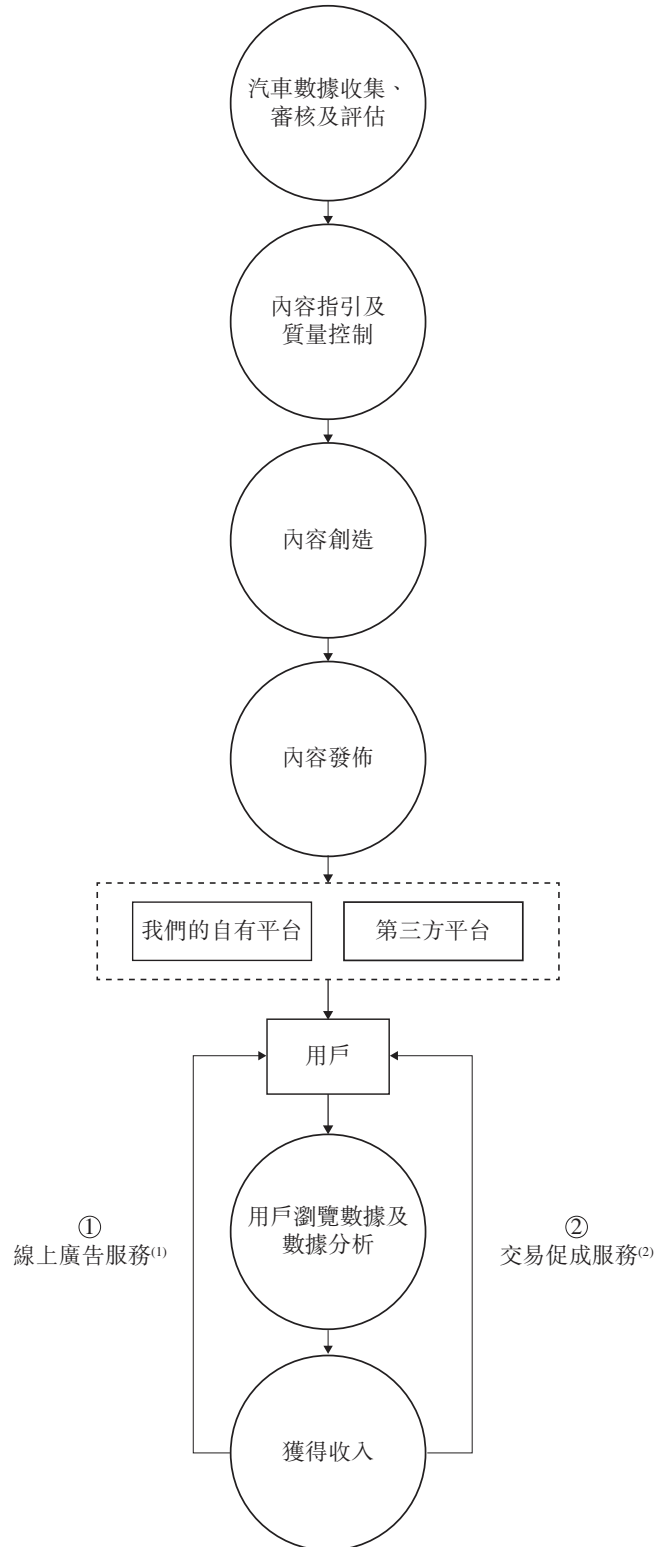 汽車數據收集、
審核及評估
內容指引及
質量控制
內容創造
內容發佈
我們的自有平台
第三方平台
用戶
用戶瀏覽數據及
數據分析
①
線上廣告服務⁽¹⁾
②
交易促成服務⁽²⁾
獲得收入